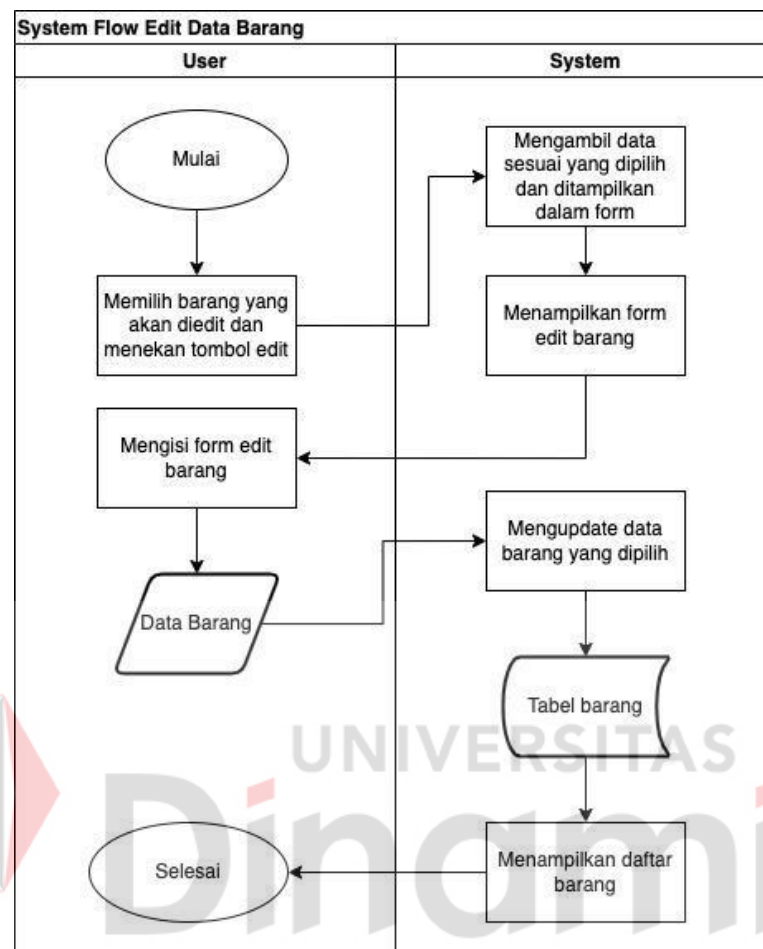 System Flow Edit Data Barang
User
System
Mulai
Mengambil data
sesuai yang dipilih
dan ditampilkan
dalam form
Memilih barang yang
akan diedit dan
menekan tombol edit
Menampilkan form
edit barang
Mengisi form edit
barang
Mengupdate data
barang yang dipilih
Data Barang
Tabel barang
UNIVERSITAS
Dinami
Selesai
Menampilkan daftar
barang